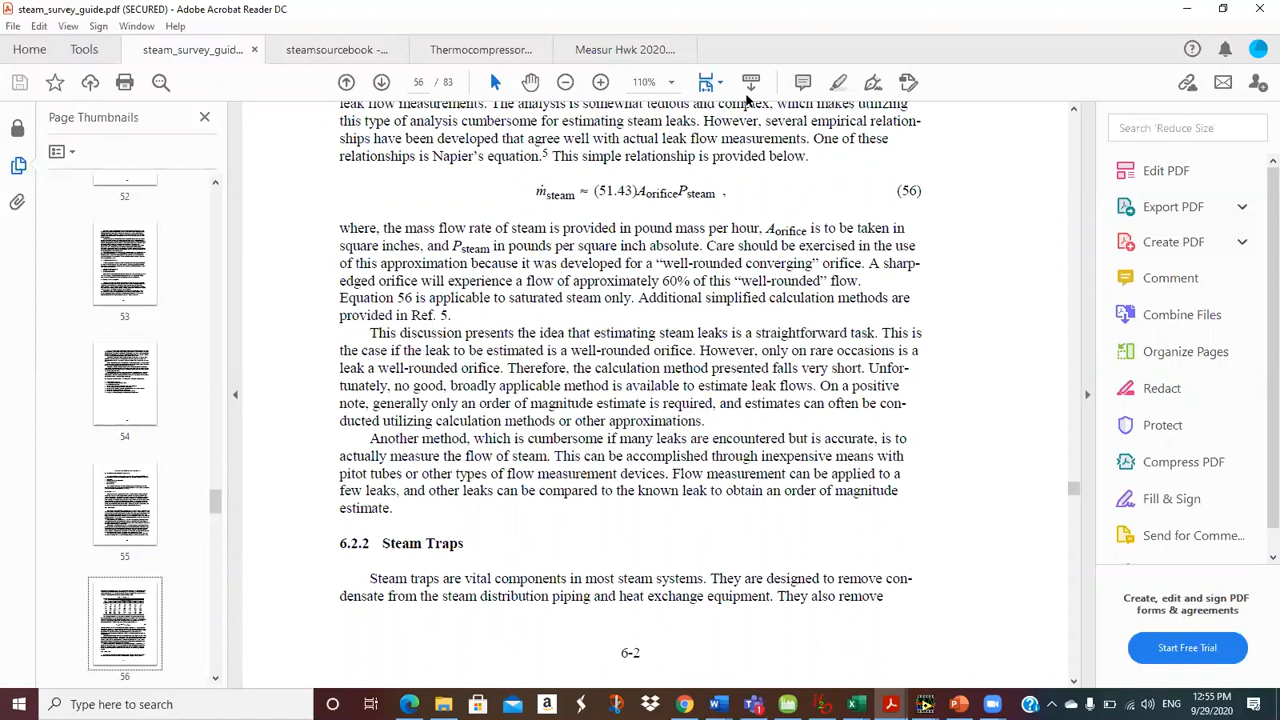 steam_survey_guide.pdf (SECURED) - Adobe Acrobat Reader DC
File Edit View Sign Window Help
Home Tools steam_survey_guid... × steamsourcebook -... Thermocompressor... Measur Hwk 2020....
56 / 83 110%
Page Thumbnails
52
53
54
55
56
leak flow measurements. The analysis is somewhat tedious and complex, which makes utilizing
this type of analysis cumbersome for estimating steam leaks. However, several empirical relation-
ships have been developed that agree well with actual leak flow measurements. One of these
relationships is Napier's equation.5 This simple relationship is provided below.
ṁsteam ≈ (51.43)AorificePsteam , (56)
where, the mass flow rate of steam is provided in pound mass per hour, Aorifice is to be taken in
square inches, and Psteam in pounds per square inch absolute. Care should be exercised in the use
of this approximation because it was developed for a “well-rounded converging” orifice. A sharp-
edged orifice will experience a flow of approximately 60% of this “well-rounded” flow.
Equation 56 is applicable to saturated steam only. Additional simplified calculation methods are
provided in Ref. 5.
This discussion presents the idea that estimating steam leaks is a straightforward task. This is
the case if the leak to be estimated is a well-rounded orifice. However, only on rare occasions is a
leak a well-rounded orifice. Therefore, the calculation method presented falls very short. Unfor-
tunately, no good, broadly applicable method is available to estimate leak flows. On a positive
note, generally only an order of magnitude estimate is required, and estimates can often be con-
ducted utilizing calculation methods or other approximations.
Another method, which is cumbersome if many leaks are encountered but is accurate, is to
actually measure the flow of steam. This can be accomplished through inexpensive means with
pitot tubes or other types of flow measurement devices. Flow measurement can be applied to a
few leaks, and other leaks can be compared to the known leak to obtain an order of magnitude
estimate.
6.2.2 Steam Traps
Steam traps are vital components in most steam systems. They are designed to remove con-
densate from the steam distribution piping and heat exchange equipment. They also remove
6-2
Search 'Reduce Size'
Edit PDF
Export PDF
Create PDF
Comment
Combine Files
Organize Pages
Redact
Protect
Compress PDF
Fill & Sign
Send for Comme...
Create, edit and sign PDF
forms & agreements
Start Free Trial
Type here to search
12:55 PM
9/29/2020